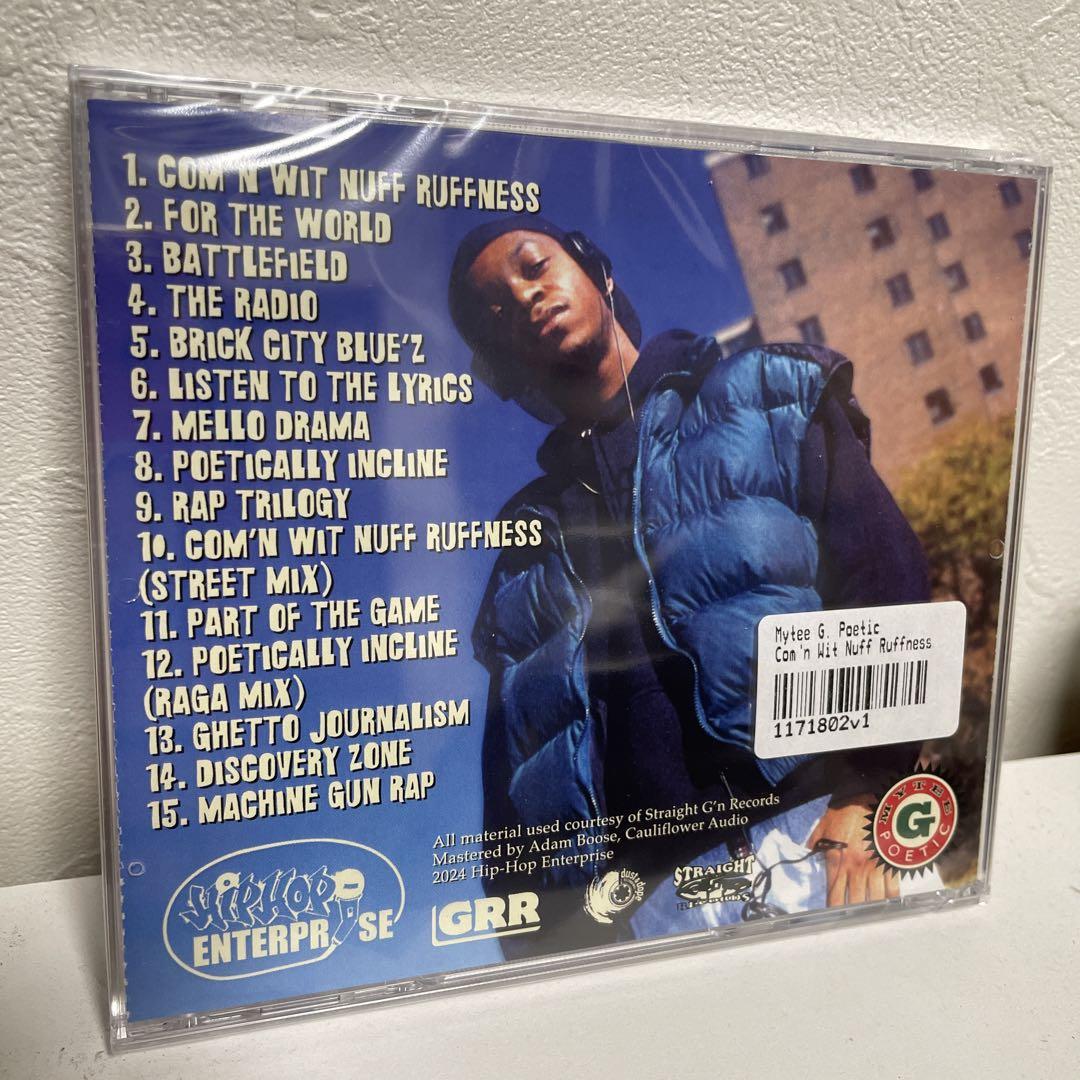 1. COM'N WIT NUFF RUFFNESS
2. FOR THE WORLD
3. BATTLEFIELD
4. THE RADIO
5. BRICK CITY BLUE'Z
6. LISTEN TO THE LYRICS
7. MELLO DRAMA
8. POETICALLY INCLINE
9. RAP TRILOGY
10. COM'N WIT NUFF RUFFNESS
(STREET MIX)
11. PART OF THE GAME
12. POETICALLY INCLINE
(RAGA MIX)
13. GHETTO JOURNALISM
14. DISCOVERY ZONE
15. MACHINE GUN RAP
Mytee G. Poetic
Com'n Wit Nuff Ruffness
1171802v1
MYTEE
G
POETIC
All material used courtesy of Straight G'n Records
Mastered by Adam Boose, Cauliflower Audio
2024 Hip-Hop Enterprise
HIPHOP
ENTERPRISE
GRR
dust&dope
STRAIGHT
RECORDS